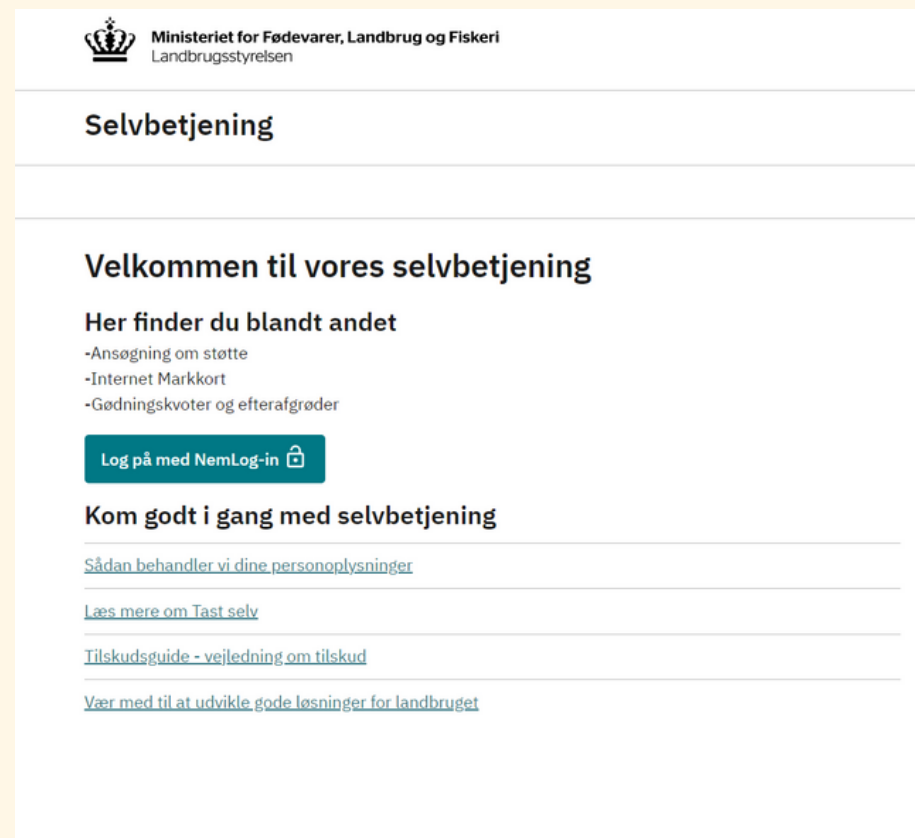 Ministeriet for Fødevarer, Landbrug og Fiskeri
Landbrugsstyrelsen
Selvbetjening
Velkommen til vores selvbetjening
Her finder du blandt andet
-Ansøgning om støtte
-Internet Markkort
-Gødningskvoter og efterafgrøder
Log på med NemLog-in
Kom godt i gang med selvbetjening
Sådan behandler vi dine personoplysninger
Læs mere om Tast selv
Tilskudsguide - vejledning om tilskud
Vær med til at udvikle gode løsninger for landbruget